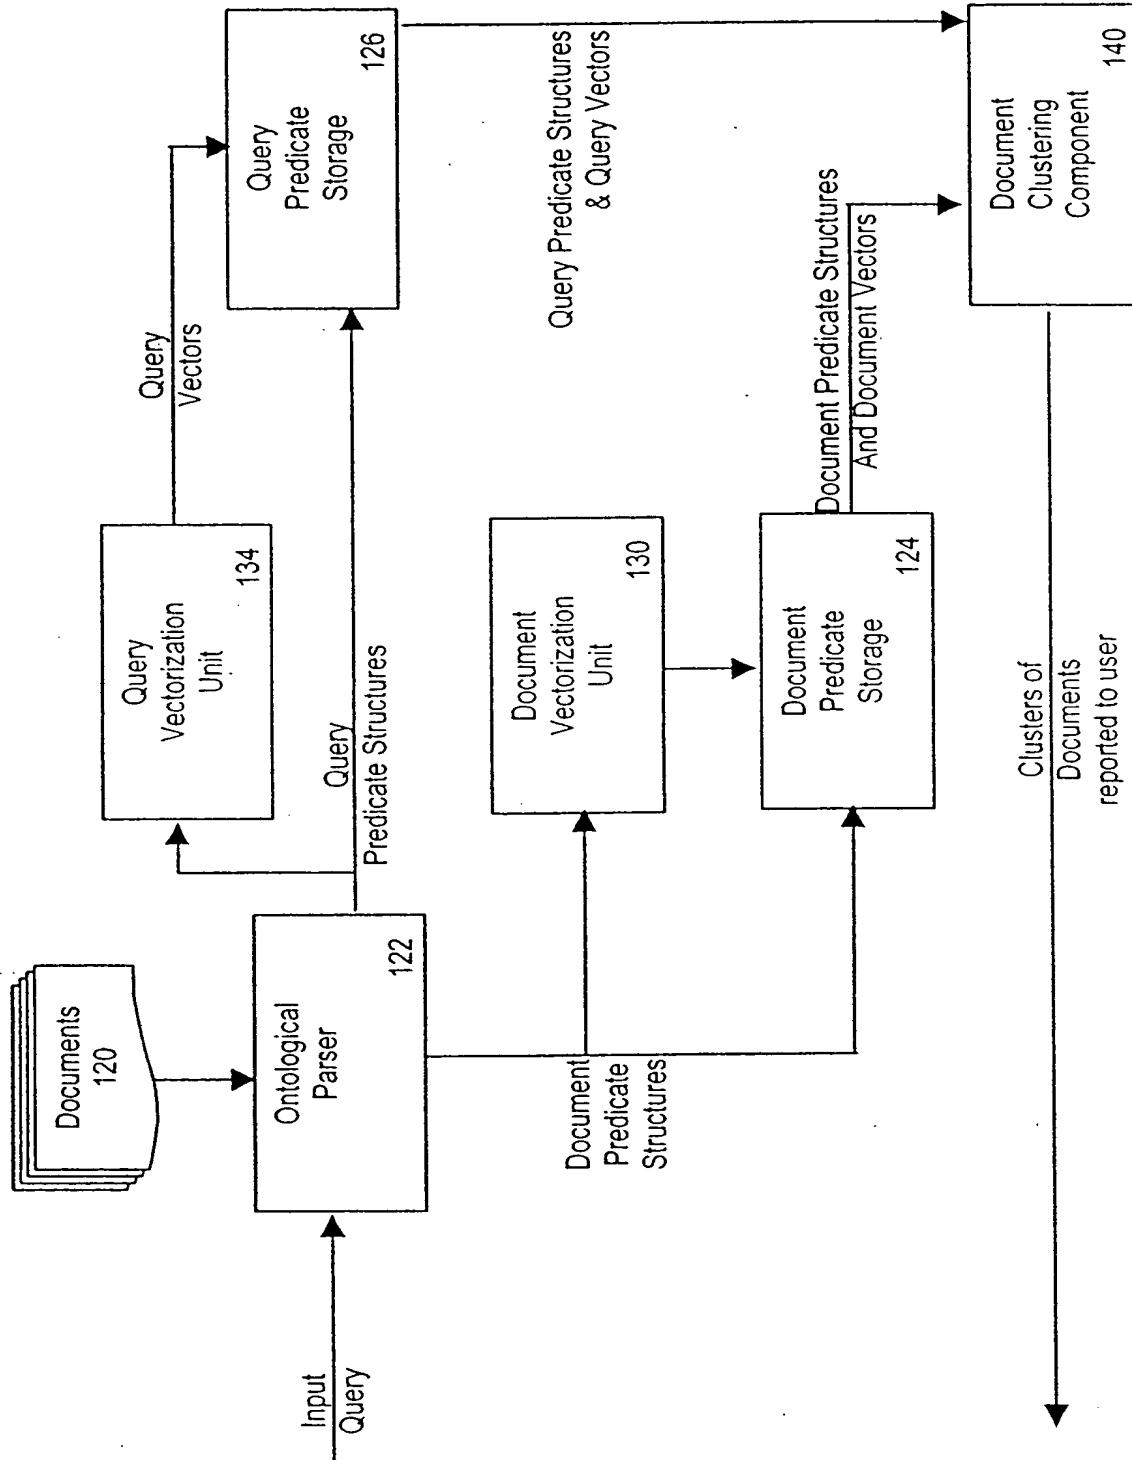 Input
Query
Documents
120
Ontological
Parser
122
Query
Vectorization
Unit
134
Query
Predicate Structures
Query
Vectors
Query
Predicate
Storage
126
Document
Predicate
Structures
Document
Vectorization
Unit
130
Document
Predicate
Storage
124
Query Predicate Structures
& Query Vectors
Document Predicate Structures
And Document Vectors
Document
Clustering
Component
140
Clusters of
Documents
reported to user